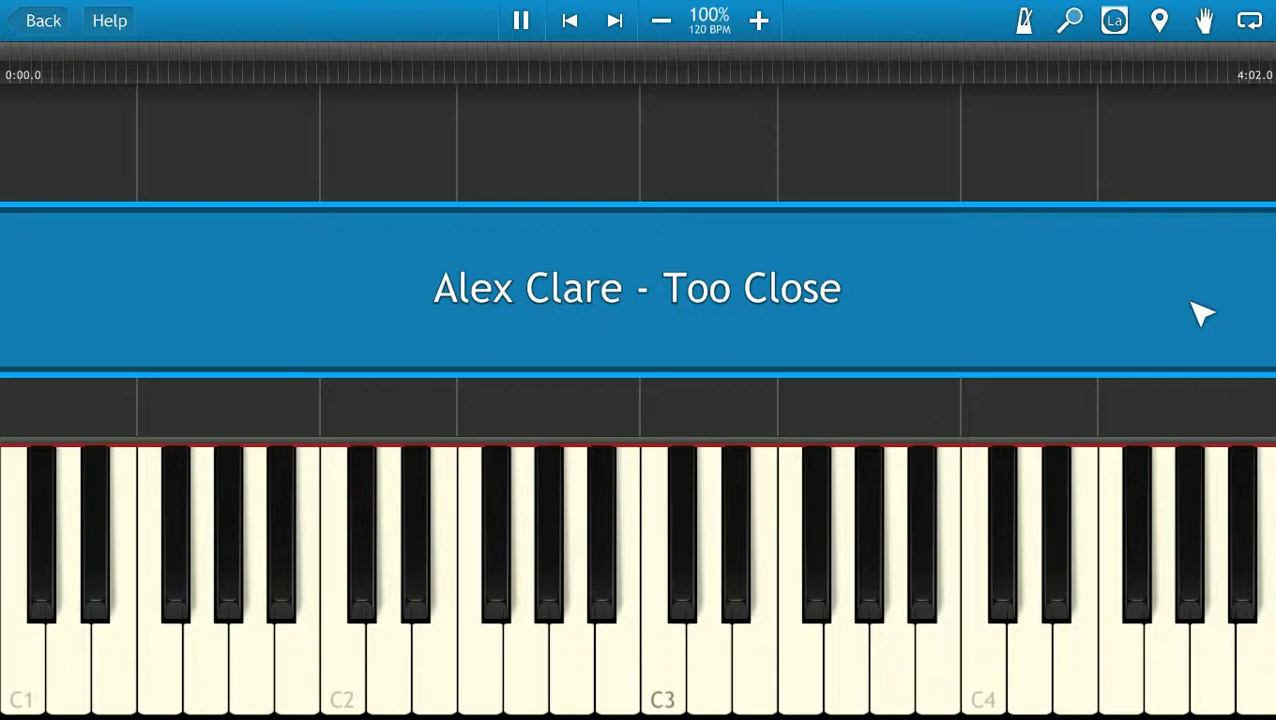 Back
Help
100%
120 BPM
La
0:00.0
4:02.0
Alex Clare - Too Close
C1
C2
C3
C4